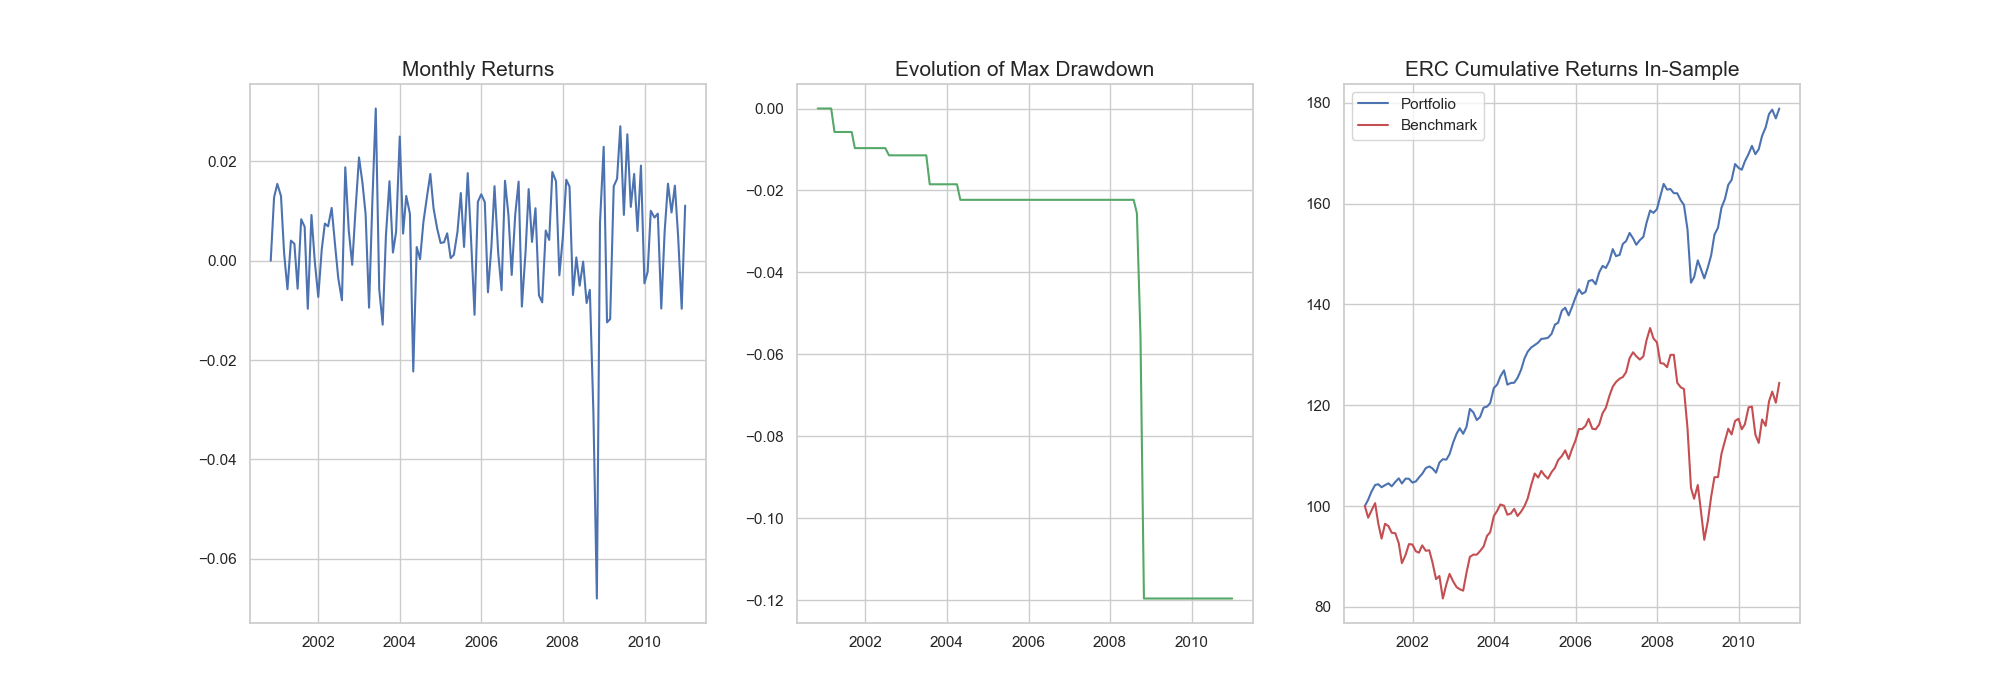 Monthly Returns
0.02
0.00
−0.02
−0.04
−0.06
2002 2004 2006 2008 2010
Evolution of Max Drawdown
0.00
−0.02
−0.04
−0.06
−0.08
−0.10
−0.12
2002 2004 2006 2008 2010
ERC Cumulative Returns In-Sample
Portfolio
Benchmark
180
160
140
120
100
80
2002 2004 2006 2008 2010